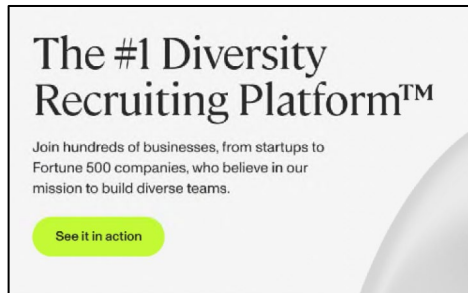 The #1 Diversity
Recruiting Platform™
Join hundreds of businesses, from startups to
Fortune 500 companies, who believe in our
mission to build diverse teams.
See it in action